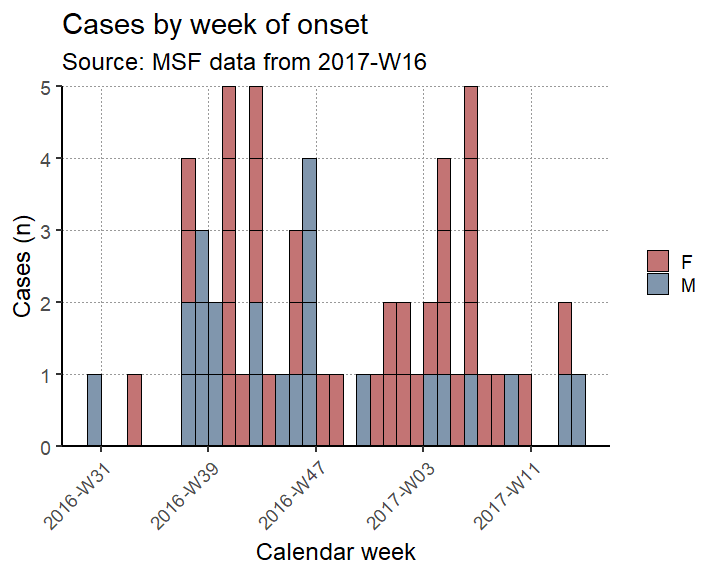 Cases by week of onset
Source: MSF data from 2017-W16
5
4
3
2
1
0
Cases (n)
F
M
2016-W31
2016-W39
2016-W47
2017-W03
2017-W11
Calendar week